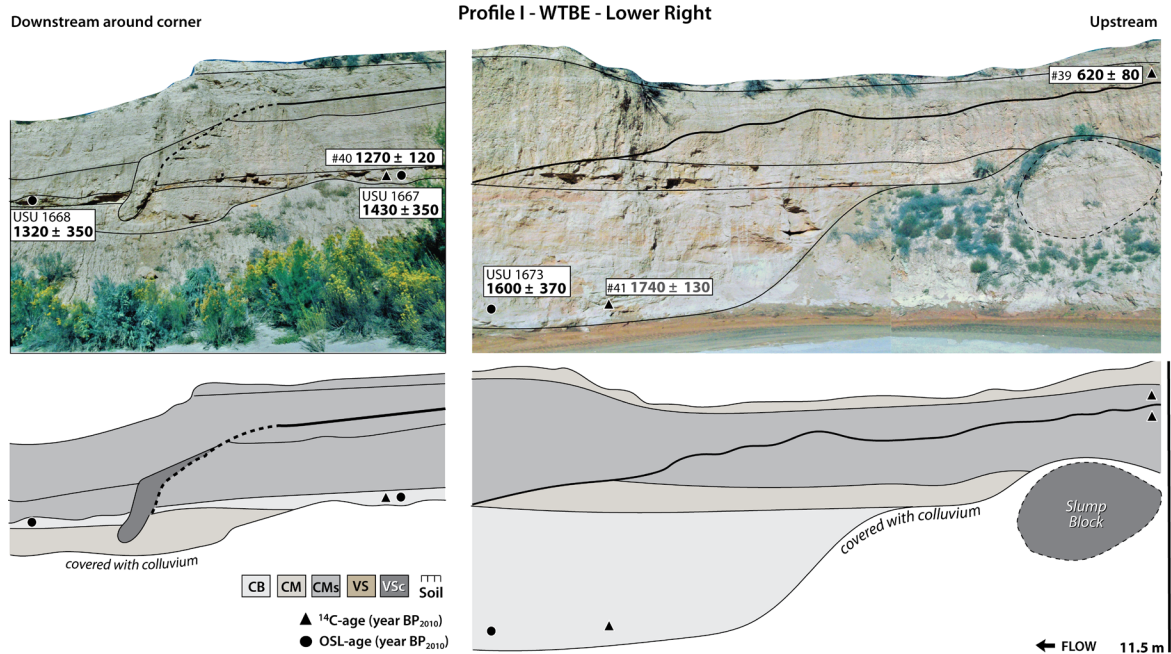 Profile I - WTBE - Lower Right
Downstream around corner
Upstream
#39 620 ± 80
#40 1270 ± 120
USU 1668
1320 ± 350
USU 1667
1430 ± 350
USU 1673
1600 ± 370
#41 1740 ± 130
covered with colluvium
covered with colluvium
Slump
Block
CB CM CMs VS VSc Soil
14C-age (year BP2010)
OSL-age (year BP2010)
FLOW 11.5 m